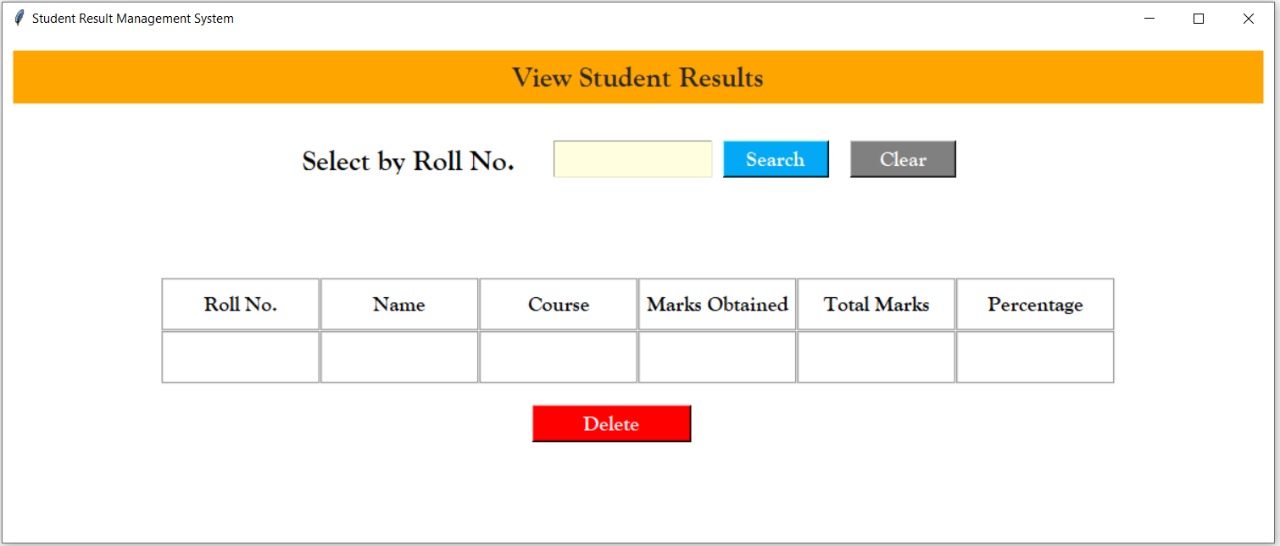 Student Result Management System
View Student Results
Select by Roll No. Search Clear
Roll No. Name Course Marks Obtained Total Marks Percentage
Delete